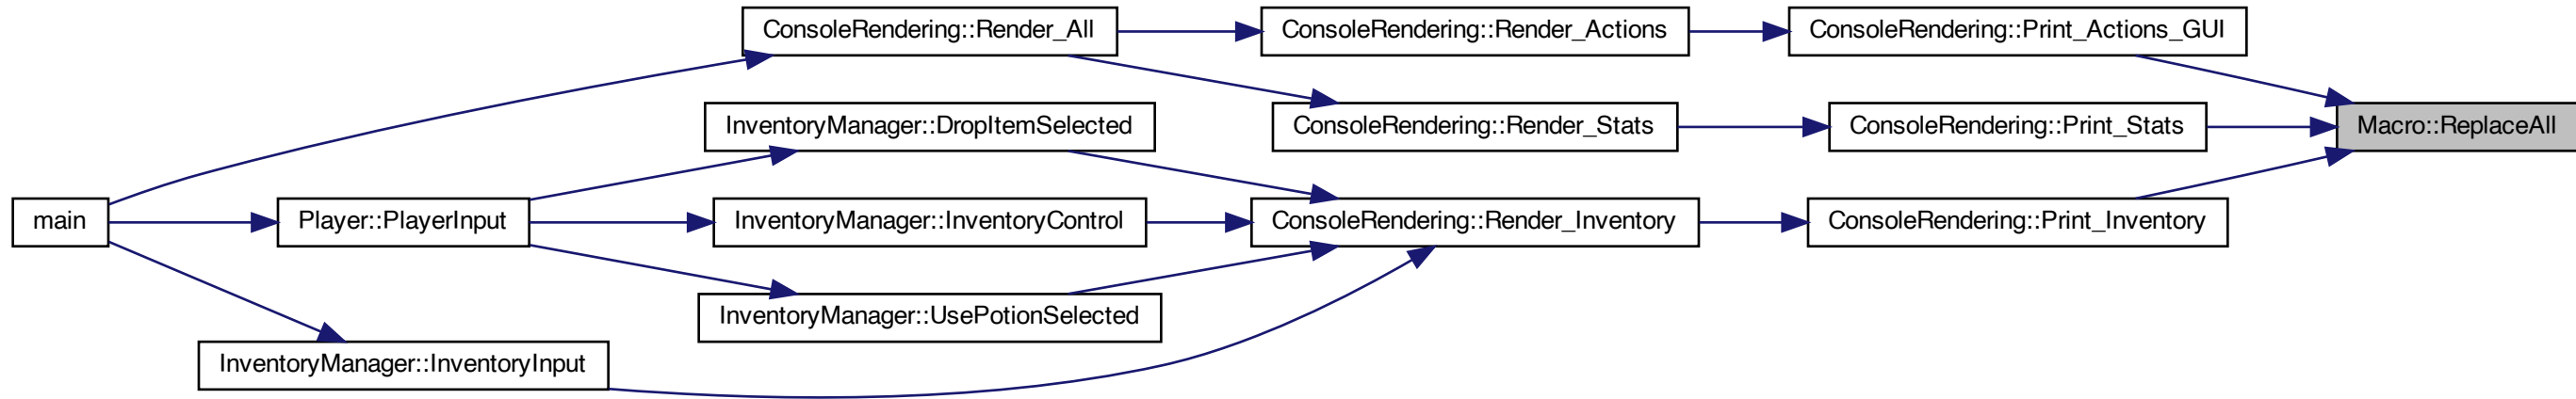 ConsoleRendering::Render_All
ConsoleRendering::Render_Actions
ConsoleRendering::Print_Actions_GUI
InventoryManager::DropItemSelected
ConsoleRendering::Render_Stats
ConsoleRendering::Print_Stats
Macro::ReplaceAll
main
Player::PlayerInput
InventoryManager::InventoryControl
ConsoleRendering::Render_Inventory
ConsoleRendering::Print_Inventory
InventoryManager::UsePotionSelected
InventoryManager::InventoryInput